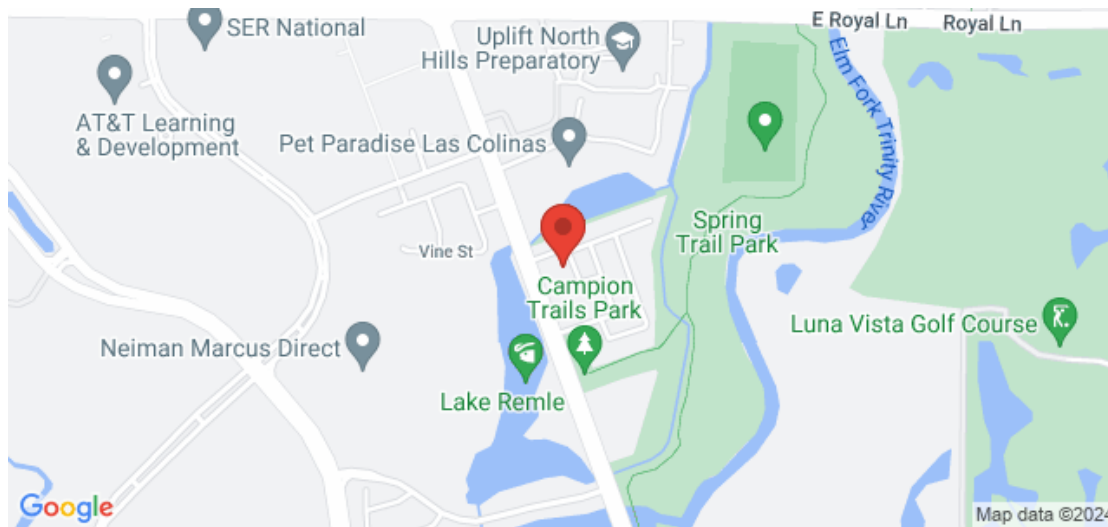 E Royal Ln
Royal Ln
SER National
Uplift North
Hills Preparatory
Elm Fork Trinity River
AT&T Learning
& Development
Pet Paradise Las Colinas
Spring
Trail Park
Vine St
Campion
Trails Park
Luna Vista Golf Course
Neiman Marcus Direct
Lake Remle
Google
Map data ©2024